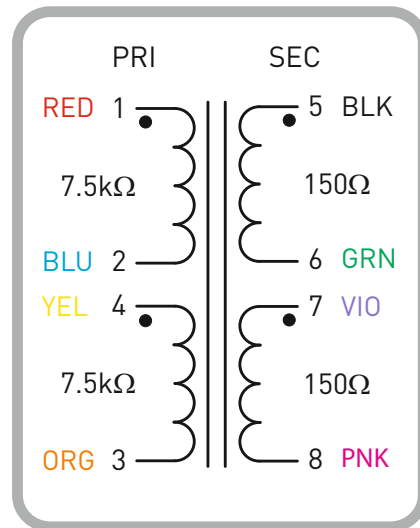 PRI SEC
RED 1 5 BLK
7.5kΩ 150Ω
BLU 2 6 GRN
YEL 4 7 VIO
7.5kΩ 150Ω
ORG 3 8 PNK